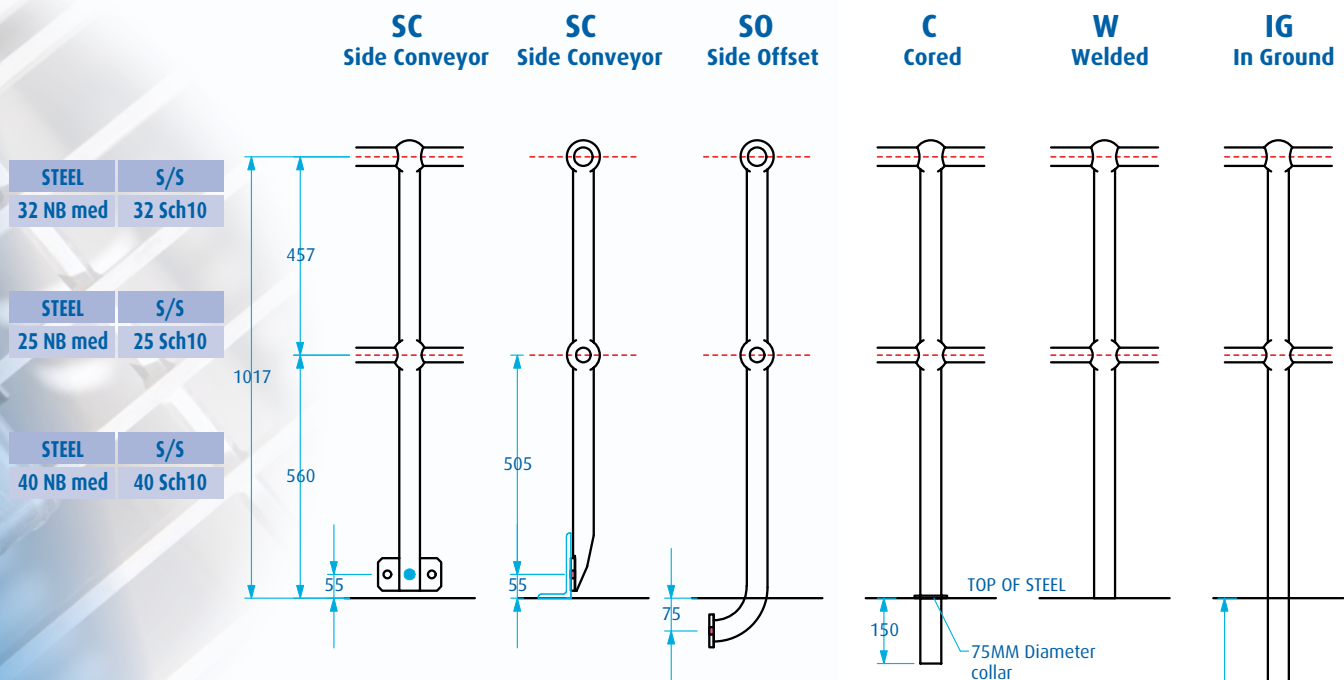 SC
Side Conveyor
SC
Side Conveyor
SO
Side Offset
C
Cored
W
Welded
IG
In Ground
STEEL S/S
32 NB med 32 Sch10
457
STEEL S/S
25 NB med 25 Sch10
1017
STEEL S/S
40 NB med 40 Sch10
505
560
55
55
TOP OF STEEL
75
150
75MM Diameter
collar